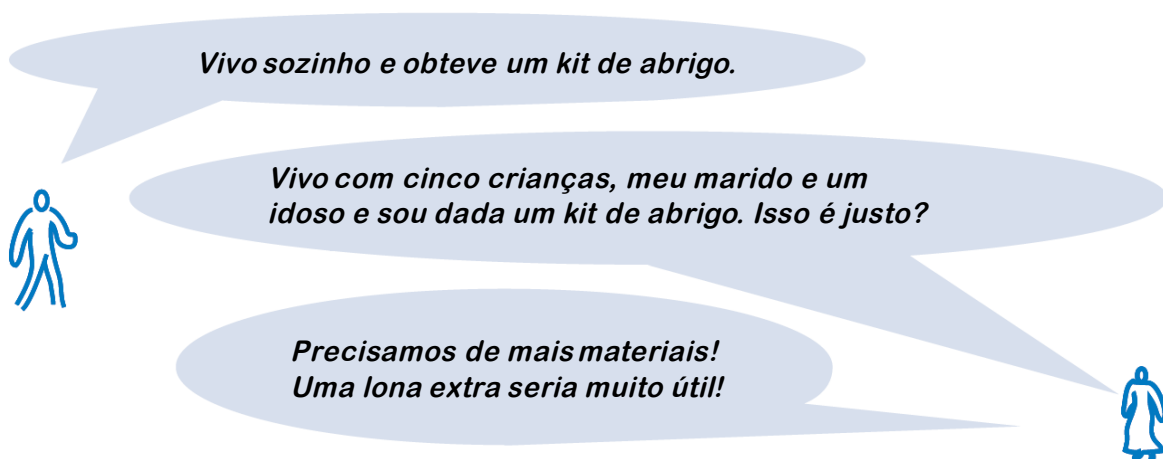 Vivo sozinho e obteve um kit de abrigo.
Vivo com cinco crianças, meu marido e um
idoso e sou dada um kit de abrigo. Isso é justo?
Precisamos de mais materiais!
Uma lona extra seria muito útil!